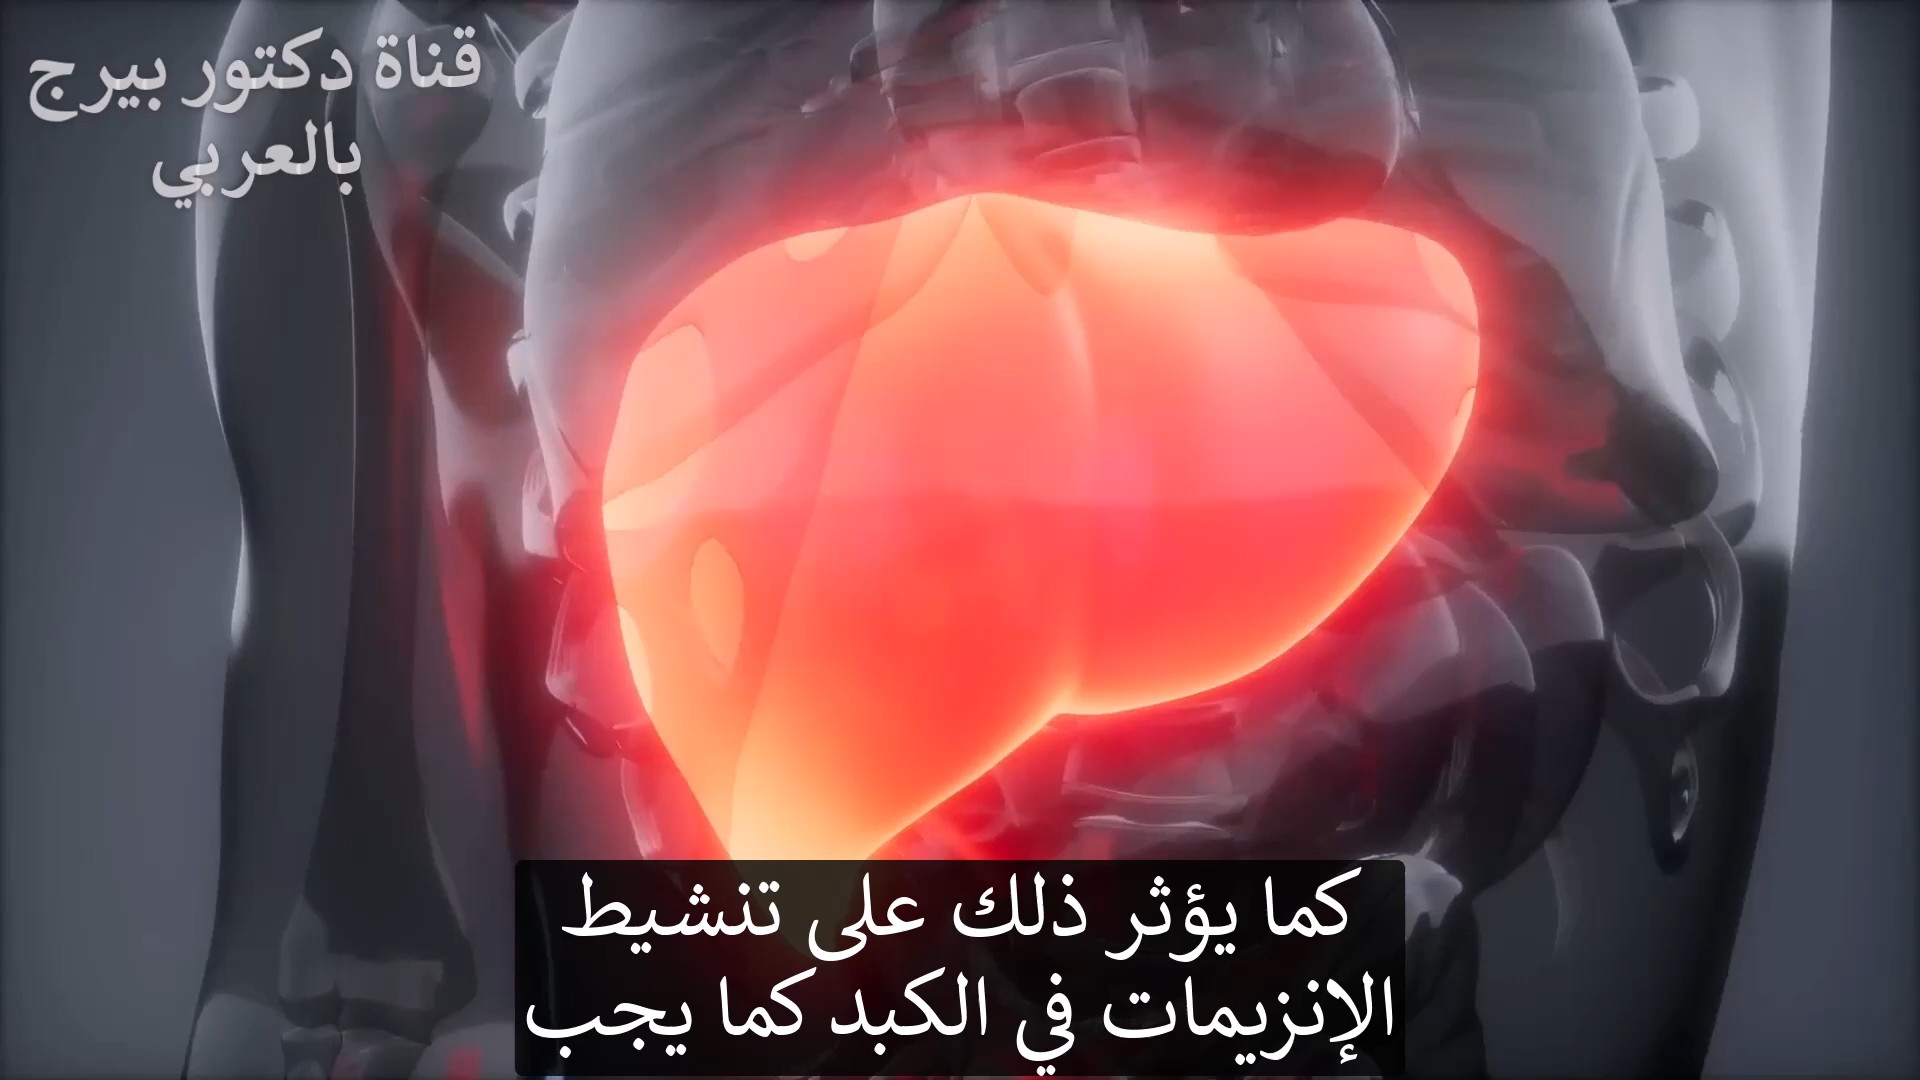 قناة دكتور بيرج
بالعربي
كما يؤثر ذلك على تنشيط
الإنزيمات في الكبد كما يجب